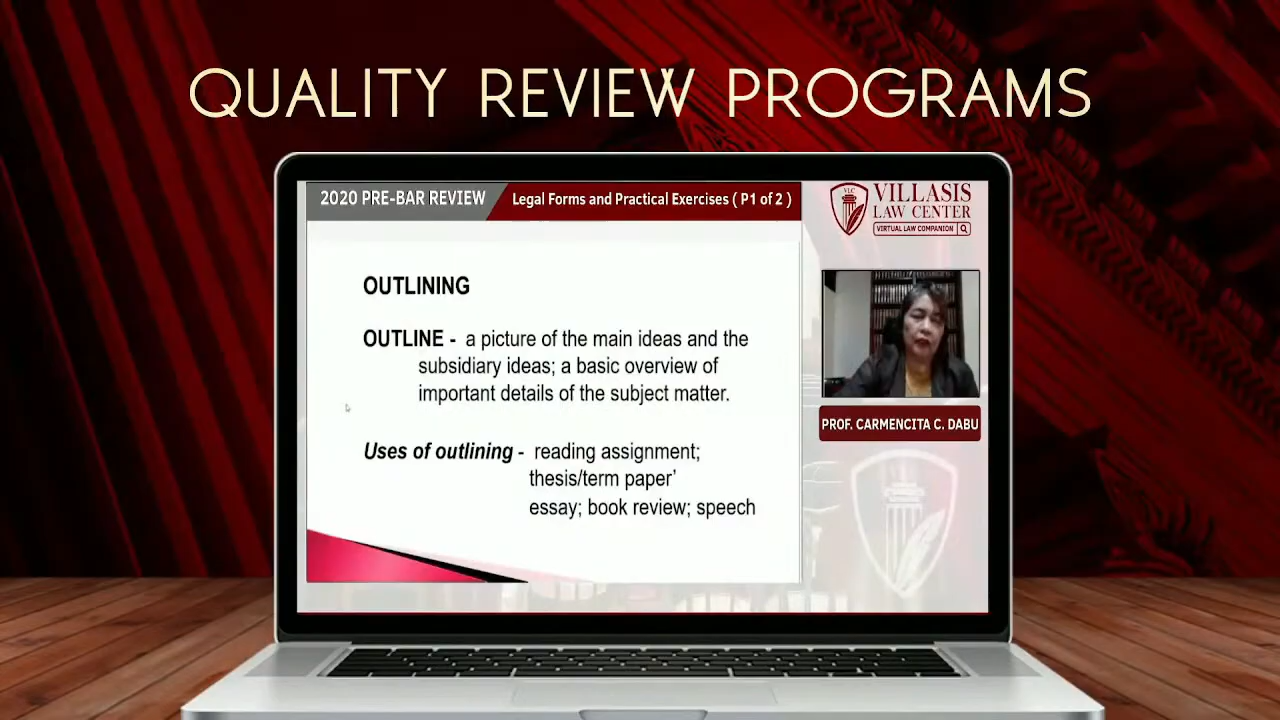 QUALITY REVIEW PROGRAMS
2020 PRE-BAR REVIEW
Legal Forms and Practical Exercises ( P1 of 2 )
VLC
VILLASIS
LAW CENTER
VIRTUAL LAW COMPANION
OUTLINING
OUTLINE - a picture of the main ideas and the
subsidiary ideas; a basic overview of
important details of the subject matter.
Uses of outlining - reading assignment;
thesis/term paper’
essay; book review; speech
PROF. CARMENCITA C. DABU